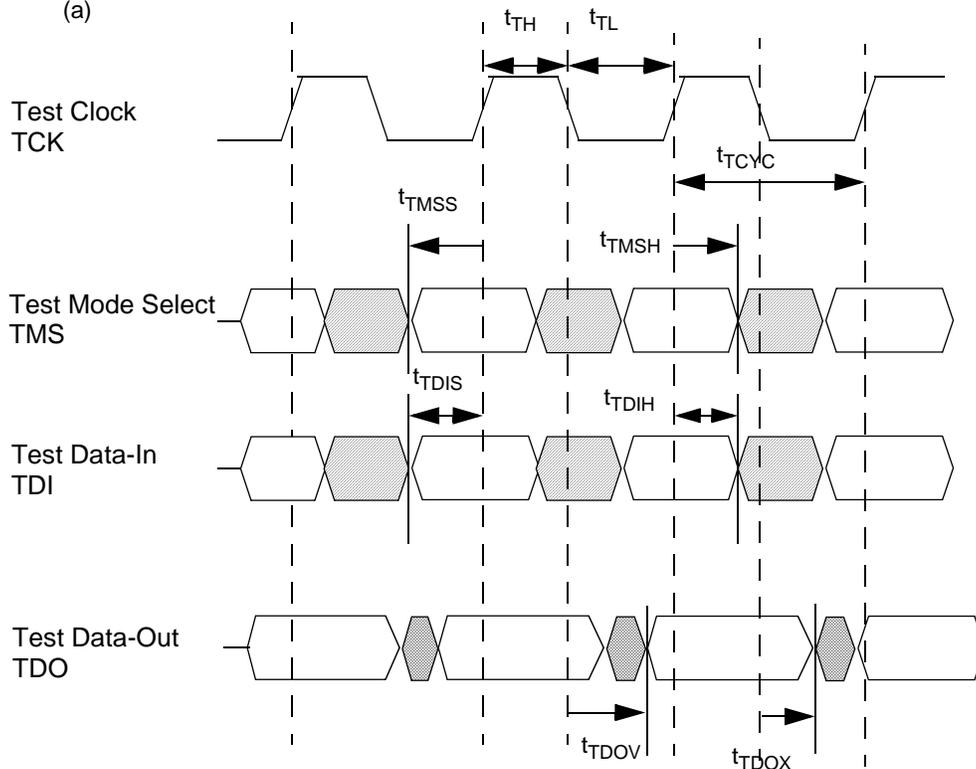 (a)
tTH
tTL
Test Clock
TCK
tTCYC
tTMSS
tTMSH
Test Mode Select
TMS
tTDIS
tTDIH
Test Data-In
TDI
Test Data-Out
TDO
tTDOV
tTDOX